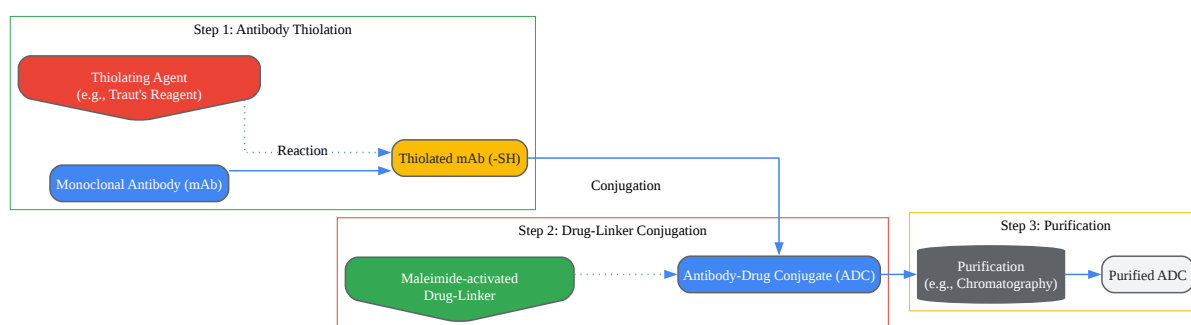 Step 1: Antibody Thiolation
Thiolating Agent
(e.g., Traut's Reagent)
Reaction
Thiolated mAb (-SH)
Monoclonal Antibody (mAb)
Conjugation
Step 2: Drug-Linker Conjugation
Maleimide-activated
Drug-Linker
Antibody-Drug Conjugate (ADC)
Step 3: Purification
Purification
(e.g., Chromatography)
Purified ADC